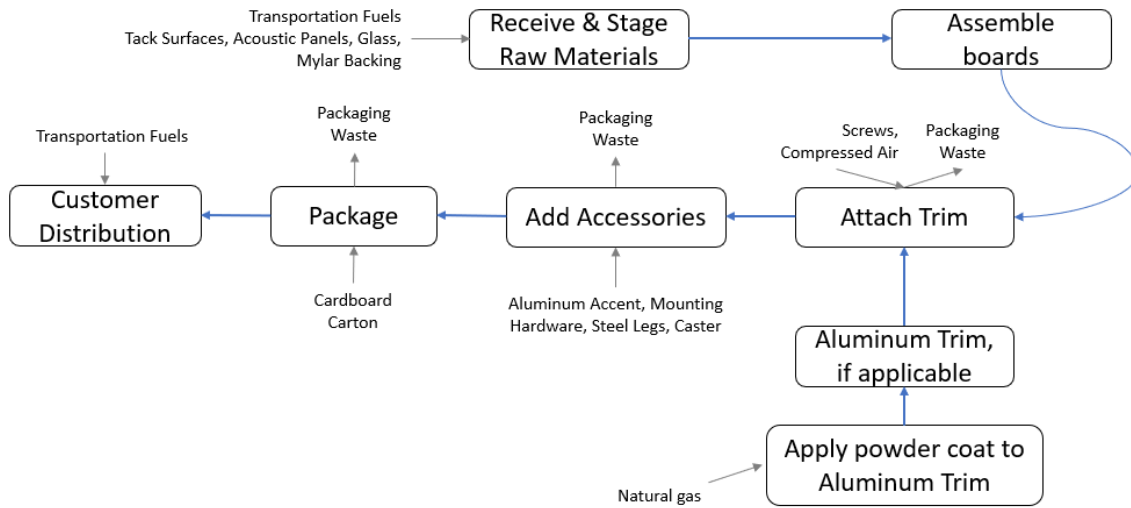 Transportation Fuels
Tack Surfaces, Acoustic Panels, Glass,
Mylar Backing
Receive & Stage
Raw Materials
Assemble
boards
Transportation Fuels
Packaging
Waste
Packaging
Waste
Screws,
Compressed Air
Packaging
Waste
Customer
Distribution
Package
Add Accessories
Attach Trim
Cardboard
Carton
Aluminum Accent, Mounting
Hardware, Steel Legs, Caster
Aluminum Trim,
if applicable
Apply powder coat to
Aluminum Trim
Natural gas